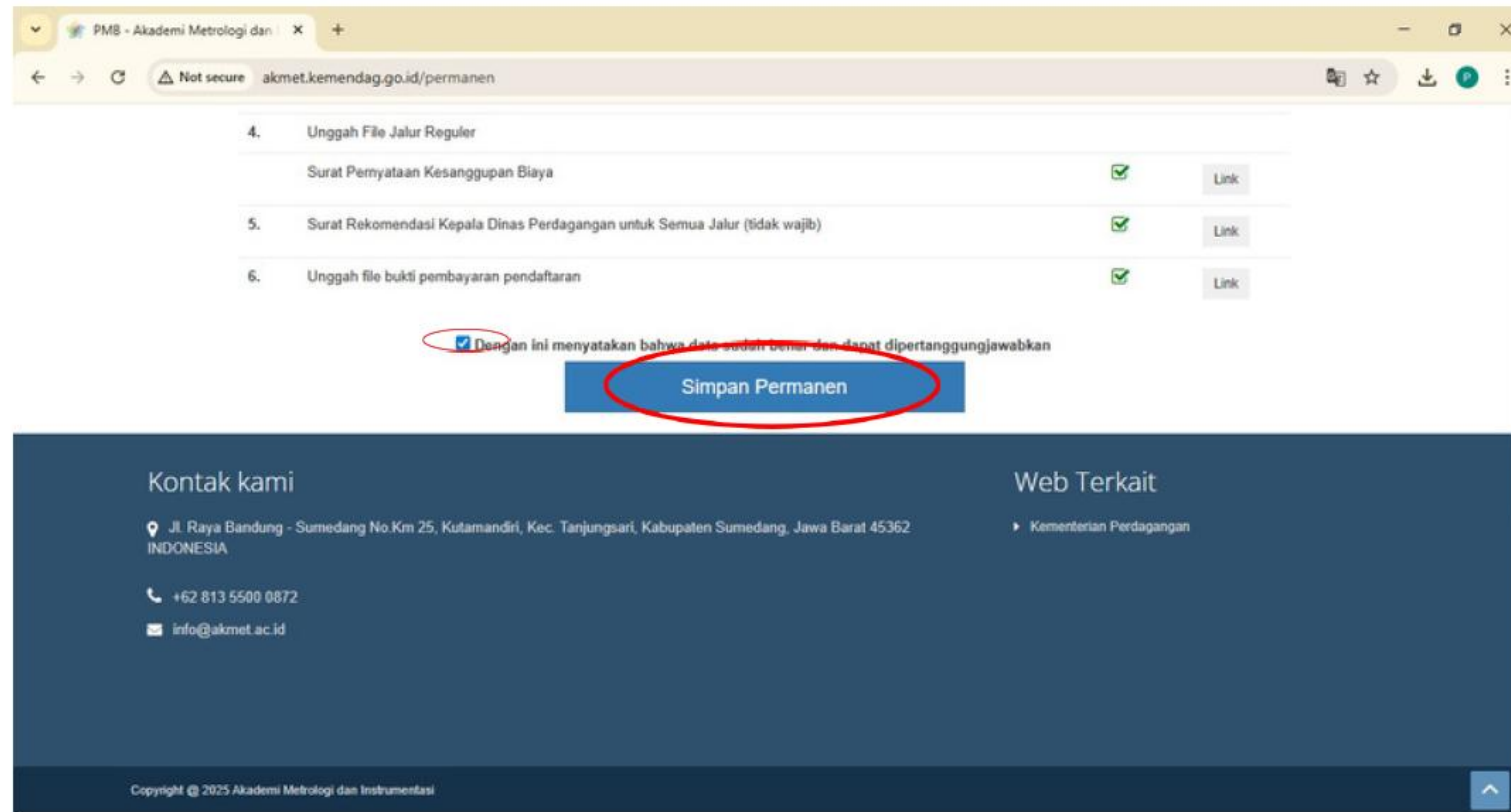 PMB - Akademi Metrologi dan
Not secure akmet.kemendag.go.id/permanen
P
4. Unggah File Jalur Reguler
Surat Pernyataan Kesanggupan Biaya Link
5. Surat Rekomendasi Kepala Dinas Perdagangan untuk Semua Jalur (tidak wajib) Link
6. Unggah file bukti pembayaran pendaftaran Link
Dengan ini menyatakan bahwa data sudah benar dan dapat dipertanggungjawabkan
Simpan Permanen
Kontak kami
Jl. Raya Bandung - Sumedang No.Km 25, Kutamandiri, Kec. Tanjungsari, Kabupaten Sumedang, Jawa Barat 45362
INDONESIA
+62 813 5500 0872
info@akmet.ac.id
Web Terkait
Kementerian Perdagangan
Copyright @ 2025 Akademi Metrologi dan Instrumentasi